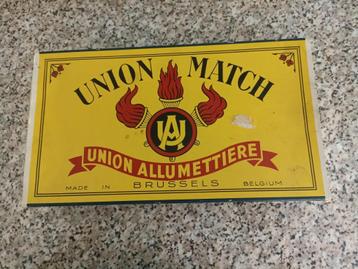 UNION MATCH
UA
UNION ALLUMETTIERE
MADE IN BRUSSELS BELGIUM